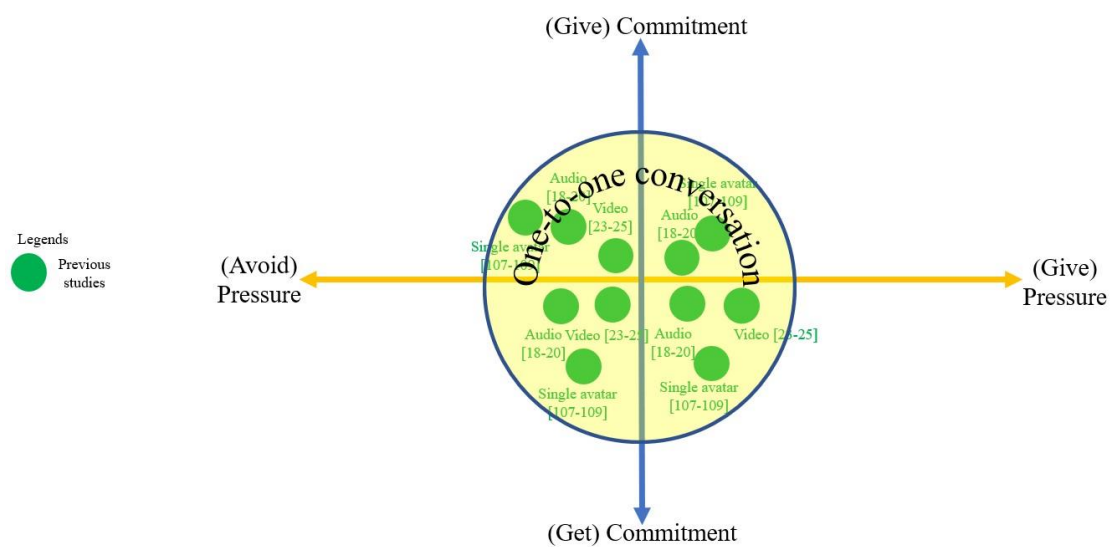 (Give) Commitment
One-to-one conversation
Audio
[18-20]
Single avatar
[107-109]
Video
[23-25]
Audio
[18-20]
Single avatar
[107-109]
Legends
Previous
studies
(Avoid)
Pressure
(Give)
Pressure
Audio
[18-20]
Video [23-25]
Audio
[18-20]
Video [23-25]
Single avatar
[107-109]
Single avatar
[107-109]
(Get) Commitment